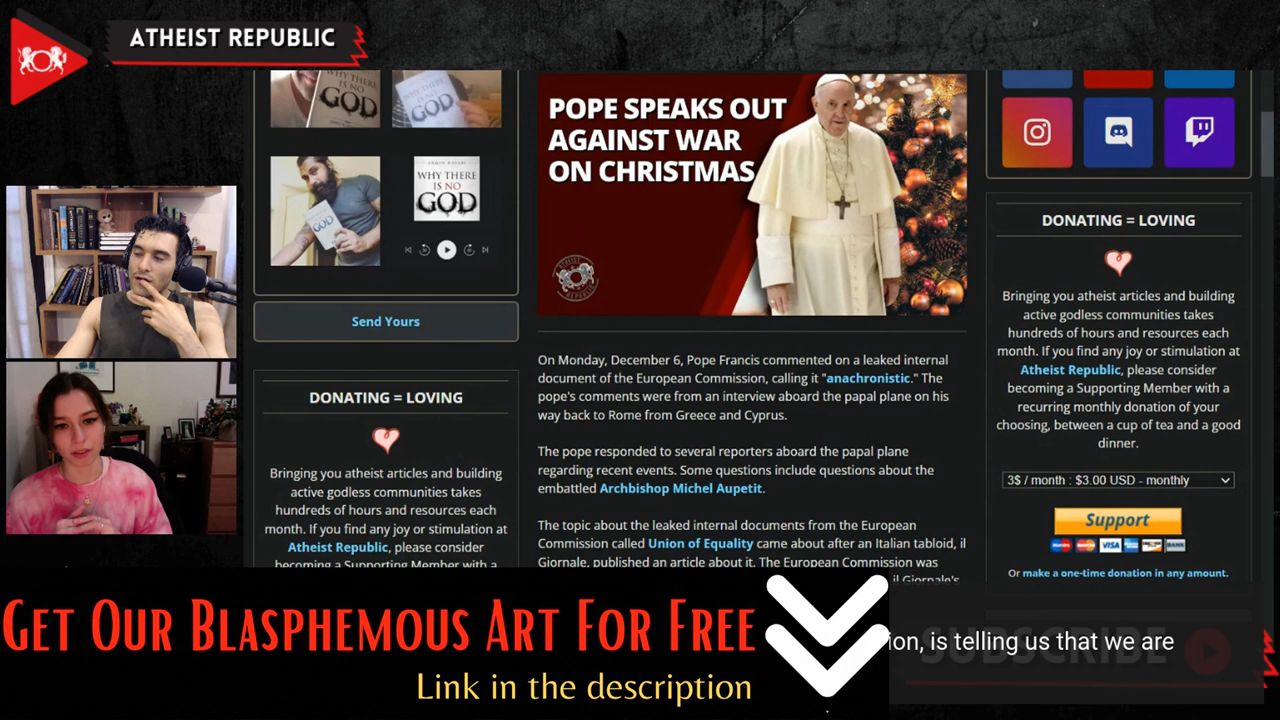 ATHEIST REPUBLIC
WHY THERE
IS NO
GOD
GOD
GOD
WHY THERE
IS NO
GOD
Send Yours
DONATING = LOVING
Bringing you atheist articles and building
active godless communities takes
hundreds of hours and resources each
month. If you find any joy or stimulation at
Atheist Republic, please consider
becoming a Supporting Member with a
POPE SPEAKS OUT
AGAINST WAR
ON CHRISTMAS
On Monday, December 6, Pope Francis commented on a leaked internal
document of the European Commission, calling it "anachronistic." The
pope's comments were from an interview aboard the papal plane on his
way back to Rome from Greece and Cyprus.
The pope responded to several reporters aboard the papal plane
regarding recent events. Some questions include questions about the
embattled Archbishop Michel Aupetit.
The topic about the leaked internal documents from the European
Commission called Union of Equality came about after an Italian tabloid, il
Giornale, published an article about it. The European Commission was
il Giornale's
DONATING = LOVING
Bringing you atheist articles and building
active godless communities takes
hundreds of hours and resources each
month. If you find any joy or stimulation at
Atheist Republic, please consider
becoming a Supporting Member with a
recurring monthly donation of your
choosing, between a cup of tea and a good
dinner.
3$ / month : $3.00 USD - monthly
Support
VISA
BANK
Or make a one-time donation in any amount.
GET OUR BLASPHEMOUS ART FOR FREE
Link in the description
ion, is telling us that we are
SUBSCRIBE